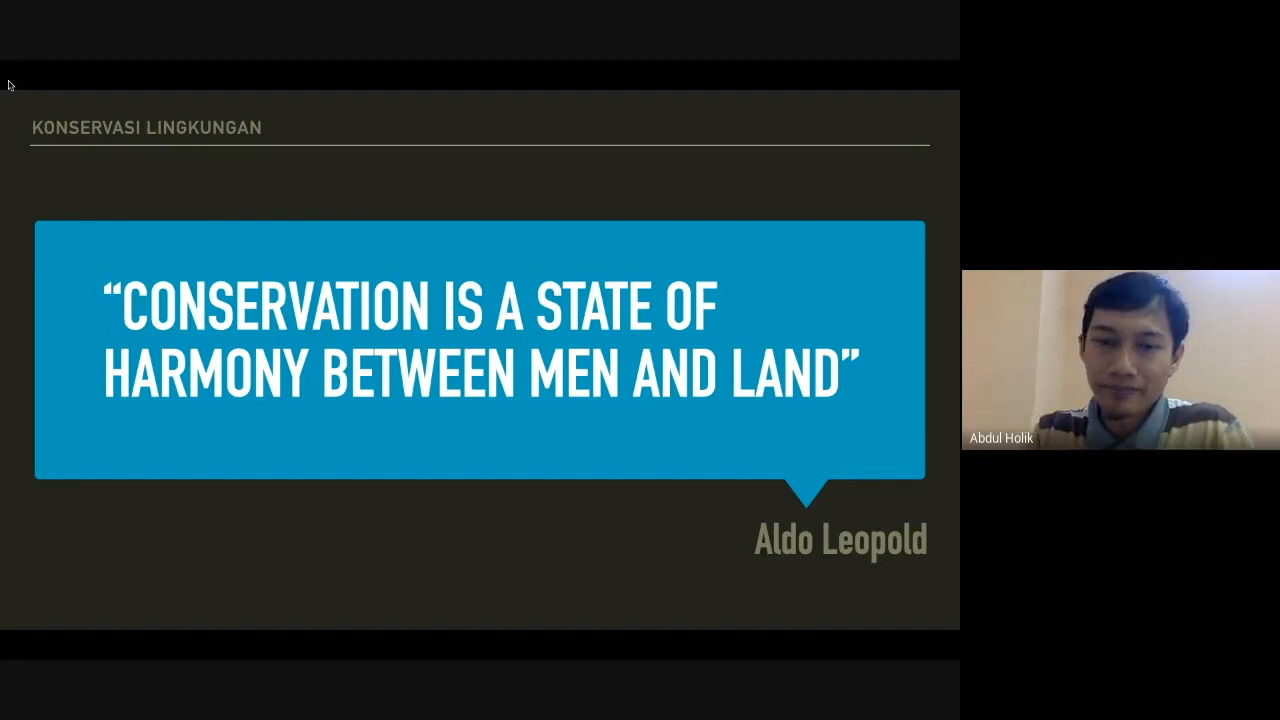 KONSERVASI LINGKUNGAN
“CONSERVATION IS A STATE OF
HARMONY BETWEEN MEN AND LAND”
Aldo Leopold
Abdul Holik